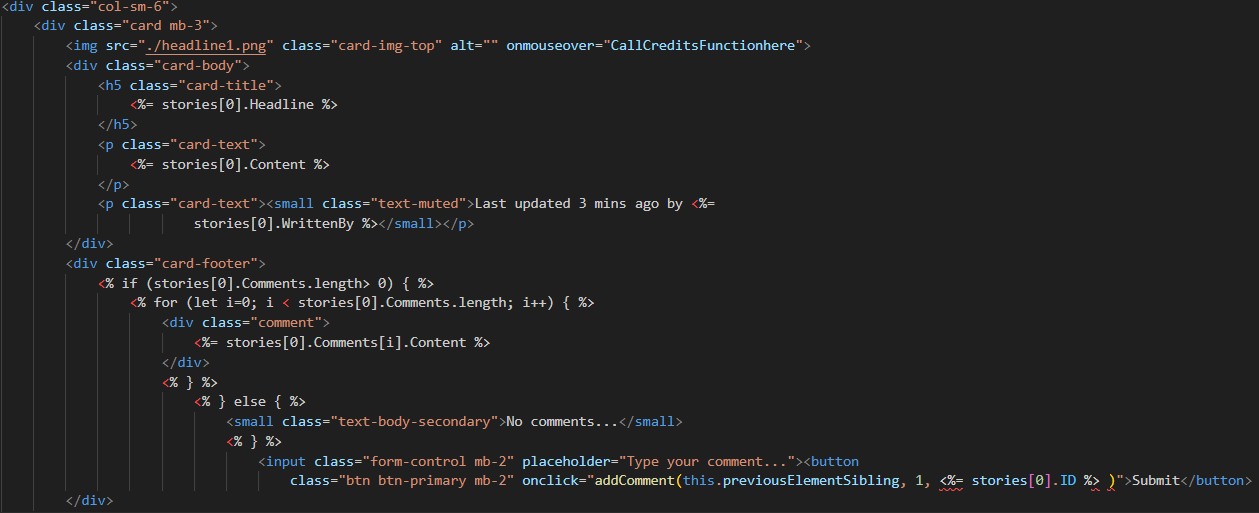 <div class="col-sm-6">
<div class="card mb-3">
<img src="./headline1.png" class="card-img-top" alt="" onmouseover="CallCreditsFunctionhere">
<div class="card-body">
<h5 class="card-title">
<%= stories[0].Headline %>
</h5>
<p class="card-text">
<%= stories[0].Content %>
</p>
<p class="card-text"><small class="text-muted">Last updated 3 mins ago by <%=
stories[0].WrittenBy %></small></p>
</div>
<div class="card-footer">
<% if (stories[0].Comments.length> 0) { %>
<% for (let i=0; i < stories[0].Comments.length; i++) { %>
<div class="comment">
<%= stories[0].Comments[i].Content %>
</div>
<% } %>
<% } else { %>
<small class="text-body-secondary">No comments...</small>
<% } %>
<input class="form-control mb-2" placeholder="Type your comment..."><button
class="btn btn-primary mb-2" onclick="addComment(this.previousElementSibling, 1, <%= stories[0].ID %> )">Submit</button>
</div>